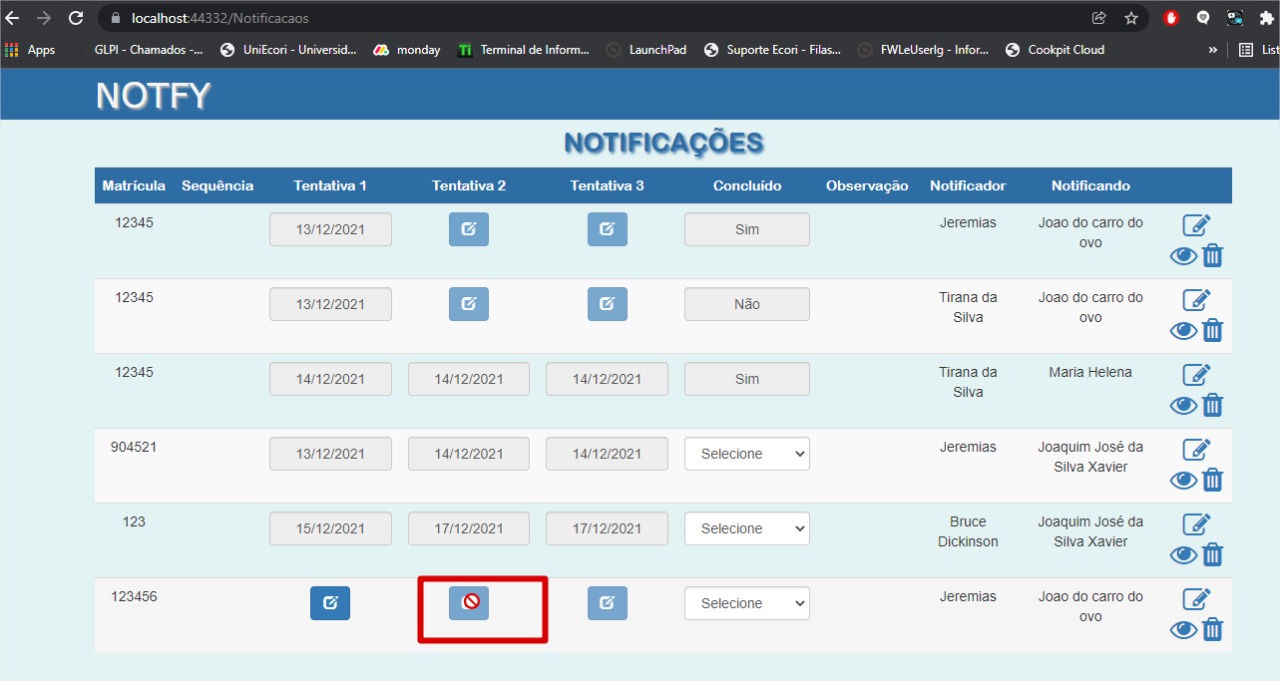 localhost:44332/Notificacaos
Apps GLPI - Chamados -... UniEcori - Universid... monday Ti Terminal de Inform... LaunchPad Suporte Ecori - Filas... FWLeUserIg - Infor... Cookpit Cloud » List
NOTFY
NOTIFICAÇÕES
Matrícula Sequência Tentativa 1 Tentativa 2 Tentativa 3 Concluído Observação Notificador Notificando
12345 13/12/2021 Sim Jeremias Joao do carro do
ovo
12345 13/12/2021 Não Tirana da Joao do carro do
Silva ovo
12345 14/12/2021 14/12/2021 14/12/2021 Sim Tirana da Maria Helena
Silva
904521 13/12/2021 14/12/2021 14/12/2021 Selecione Jeremias Joaquim José da
Silva Xavier
123 15/12/2021 17/12/2021 17/12/2021 Selecione Bruce Joaquim José da
Dickinson Silva Xavier
123456 Selecione Jeremias Joao do carro do
ovo